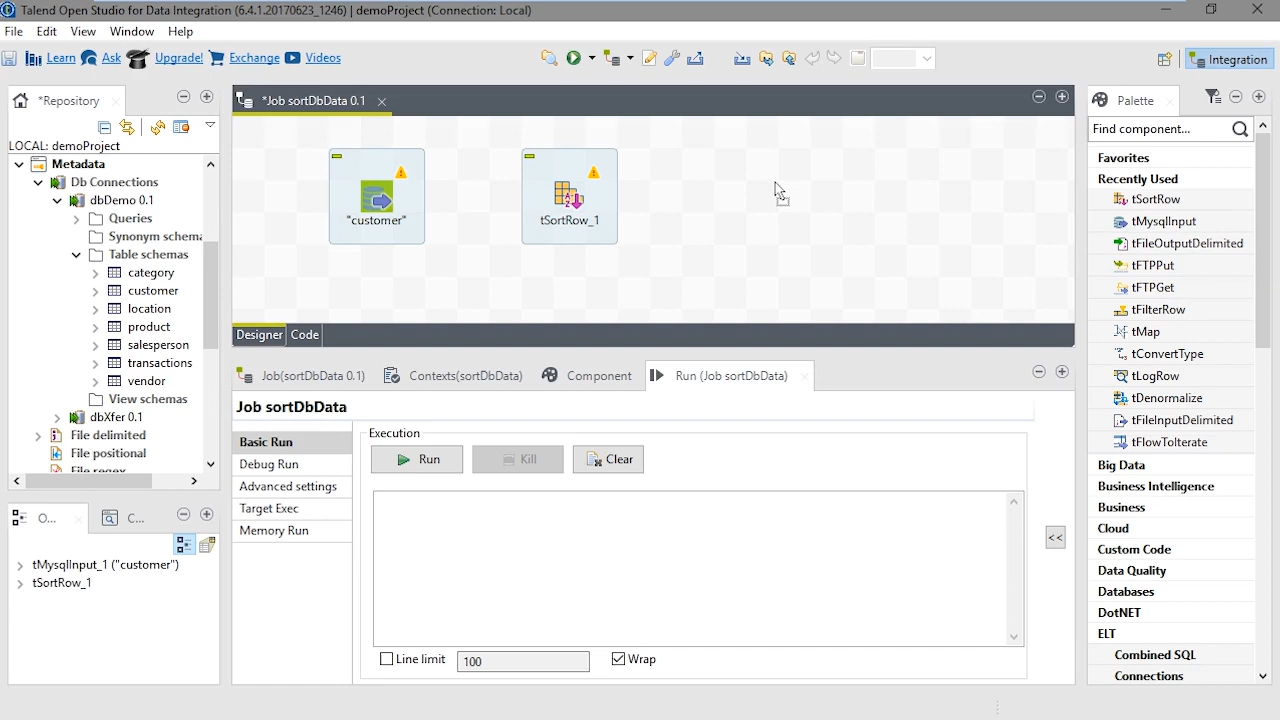 Talend Open Studio for Data Integration (6.4.1.20170623_1246) | demoProject (Connection: Local)
File Edit View Window Help
Learn Ask Upgrade! Exchange Videos
Integration
*Repository
LOCAL: demoProject
Metadata
Db Connections
dbDemo 0.1
Queries
Synonym schema
Table schemas
category
customer
location
product
salesperson
transactions
vendor
View schemas
dbXfer 0.1
File delimited
File positional
File regex
O...
C...
tMysqlInput_1 ("customer")
tSortRow_1
*Job sortDbData 0.1
"customer"
tSortRow_1
Designer Code
Job(sortDbData 0.1) Contexts(sortDbData) Component Run (Job sortDbData)
Job sortDbData
Basic Run
Debug Run
Advanced settings
Target Exec
Memory Run
Execution
Run Kill Clear
<<
Line limit 100 Wrap
Palette
Find component...
Favorites
Recently Used
tSortRow
tMysqlInput
tFileOutputDelimited
tFTPPut
tFTPGet
tFilterRow
tMap
tConvertType
tLogRow
tDenormalize
tFileInputDelimited
tFlowToIterate
Big Data
Business Intelligence
Business
Cloud
Custom Code
Data Quality
Databases
DotNET
ELT
Combined SQL
Connections